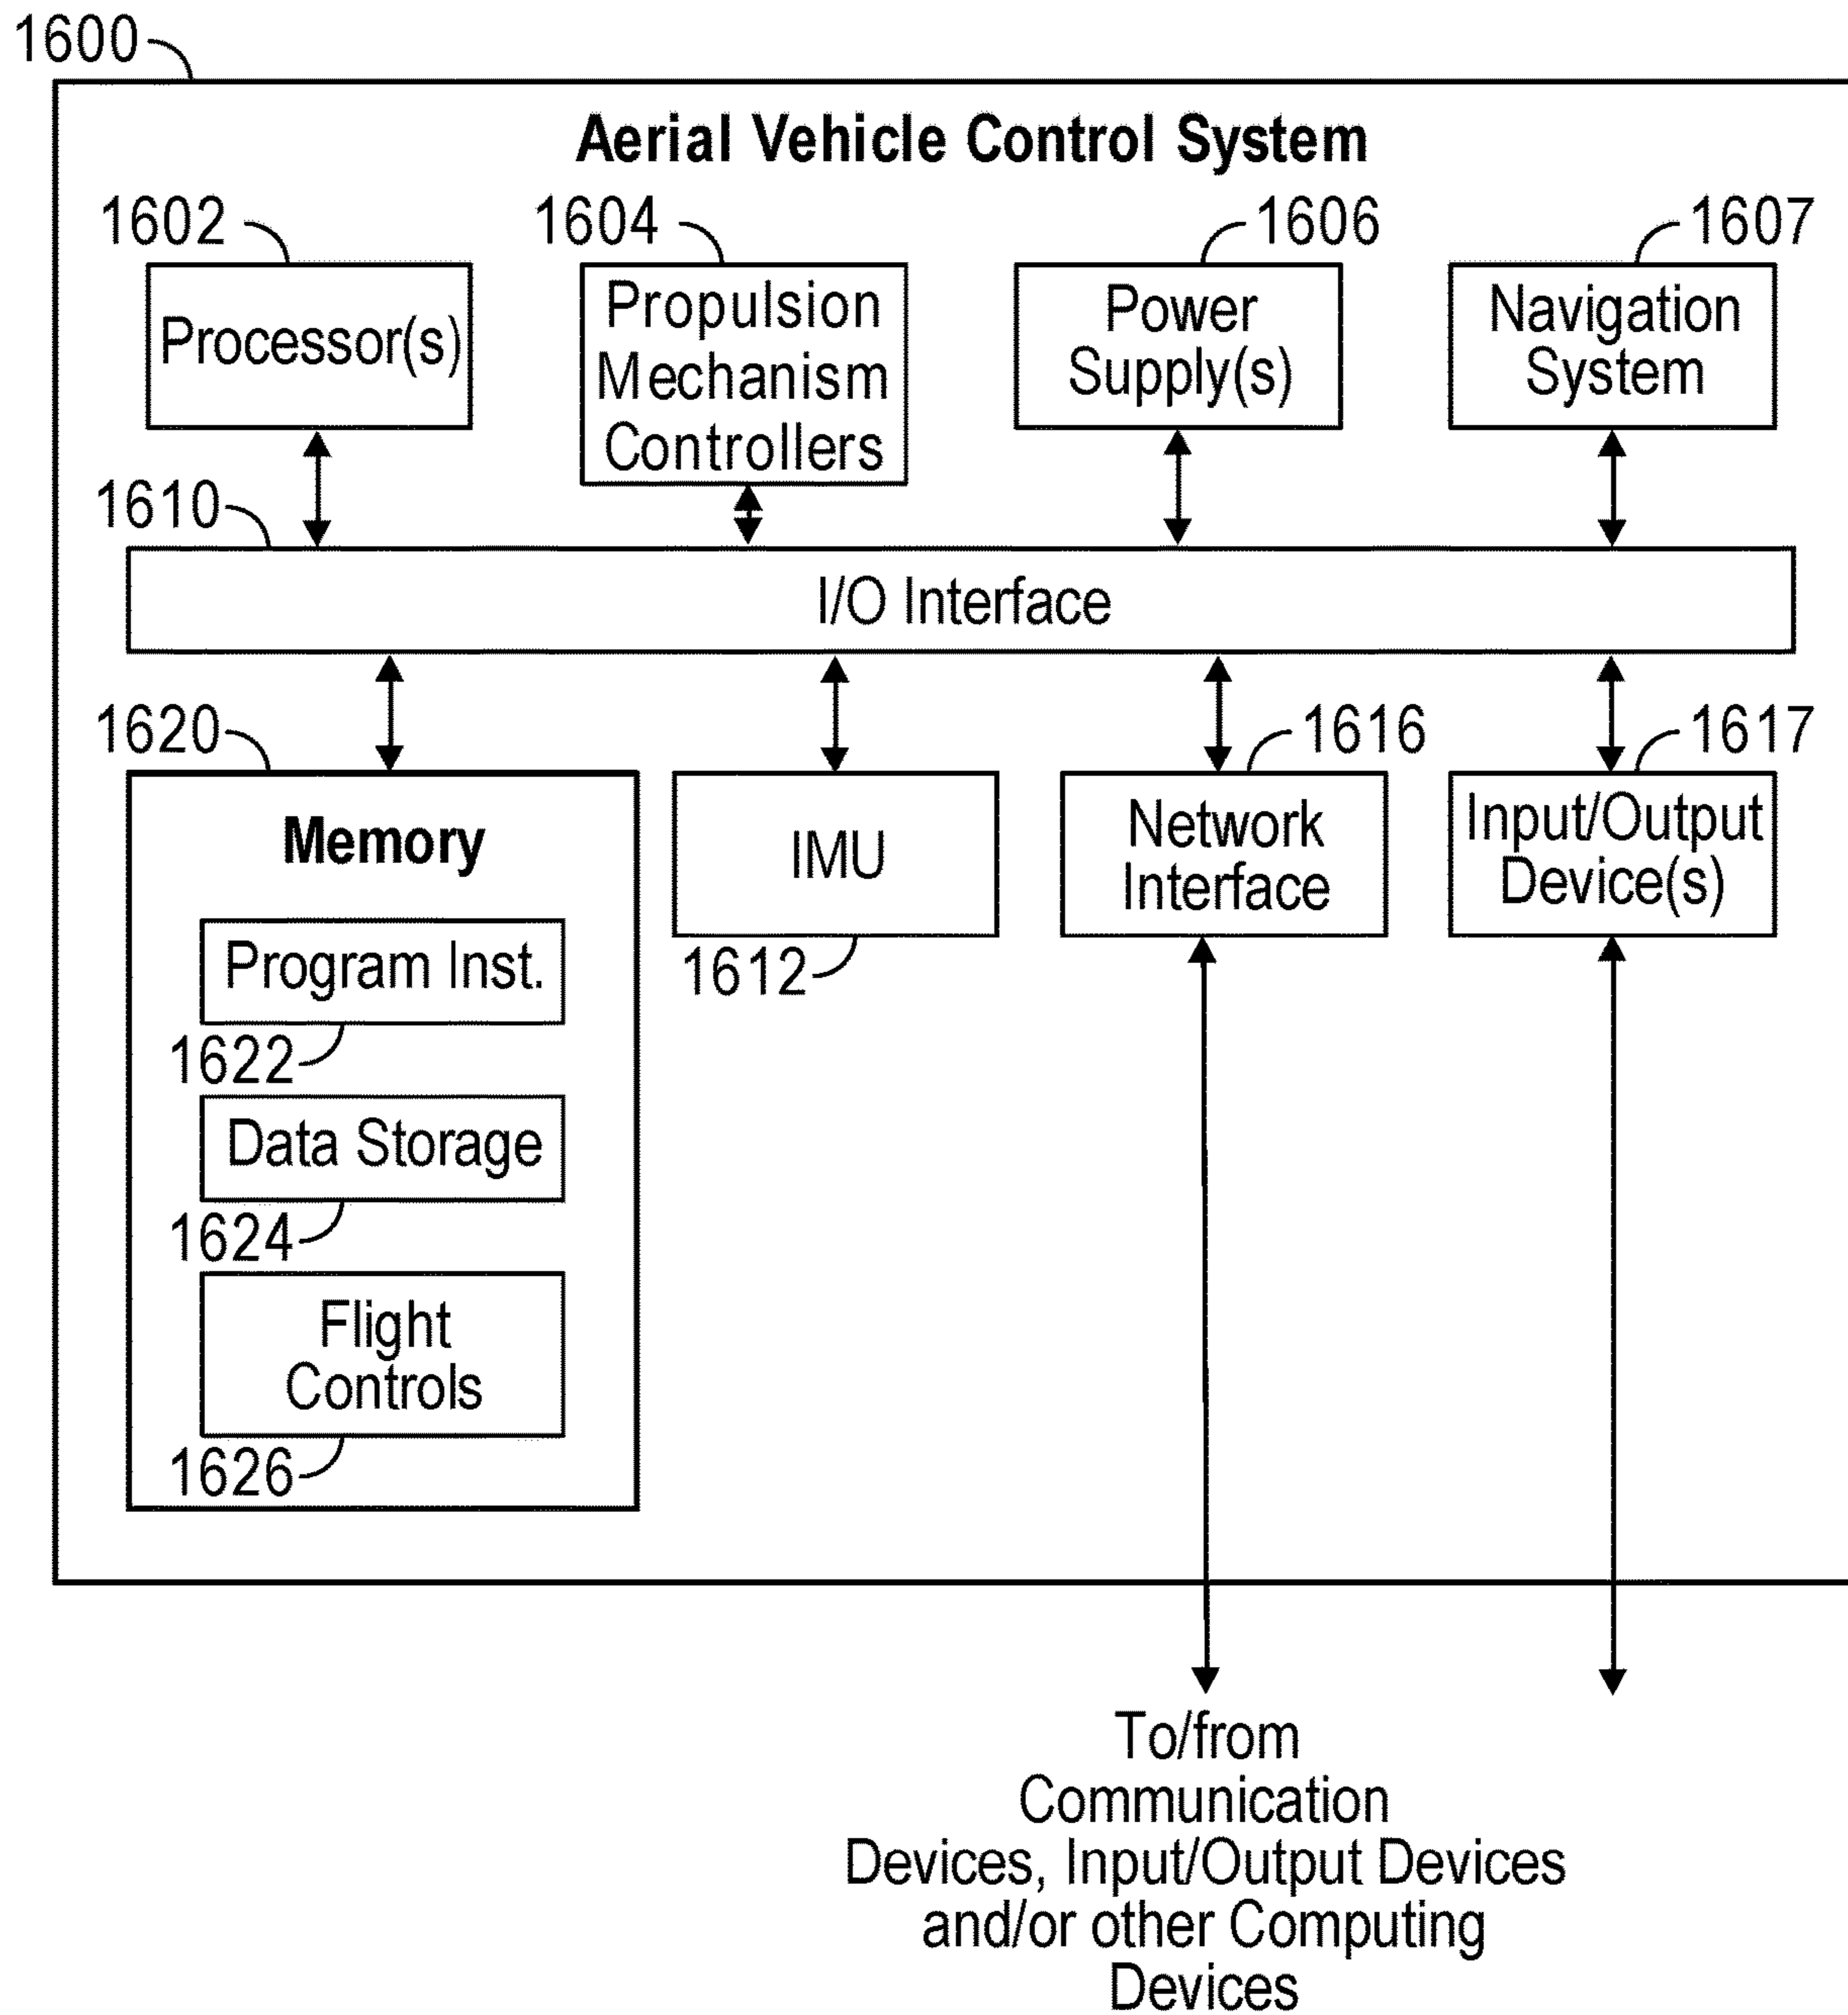 1600
Aerial Vehicle Control System
1602
1604
1606
1607
Processor(s)
Propulsion
Mechanism
Controllers
Power
Supply(s)
Navigation
System
1610
I/O Interface
1620
1616
1617
Memory
IMU
Network
Interface
Input/Output
Device(s)
1612
Program Inst.
1622
Data Storage
1624
Flight
Controls
1626
To/from
Communication
Devices, Input/Output Devices
and/or other Computing
Devices